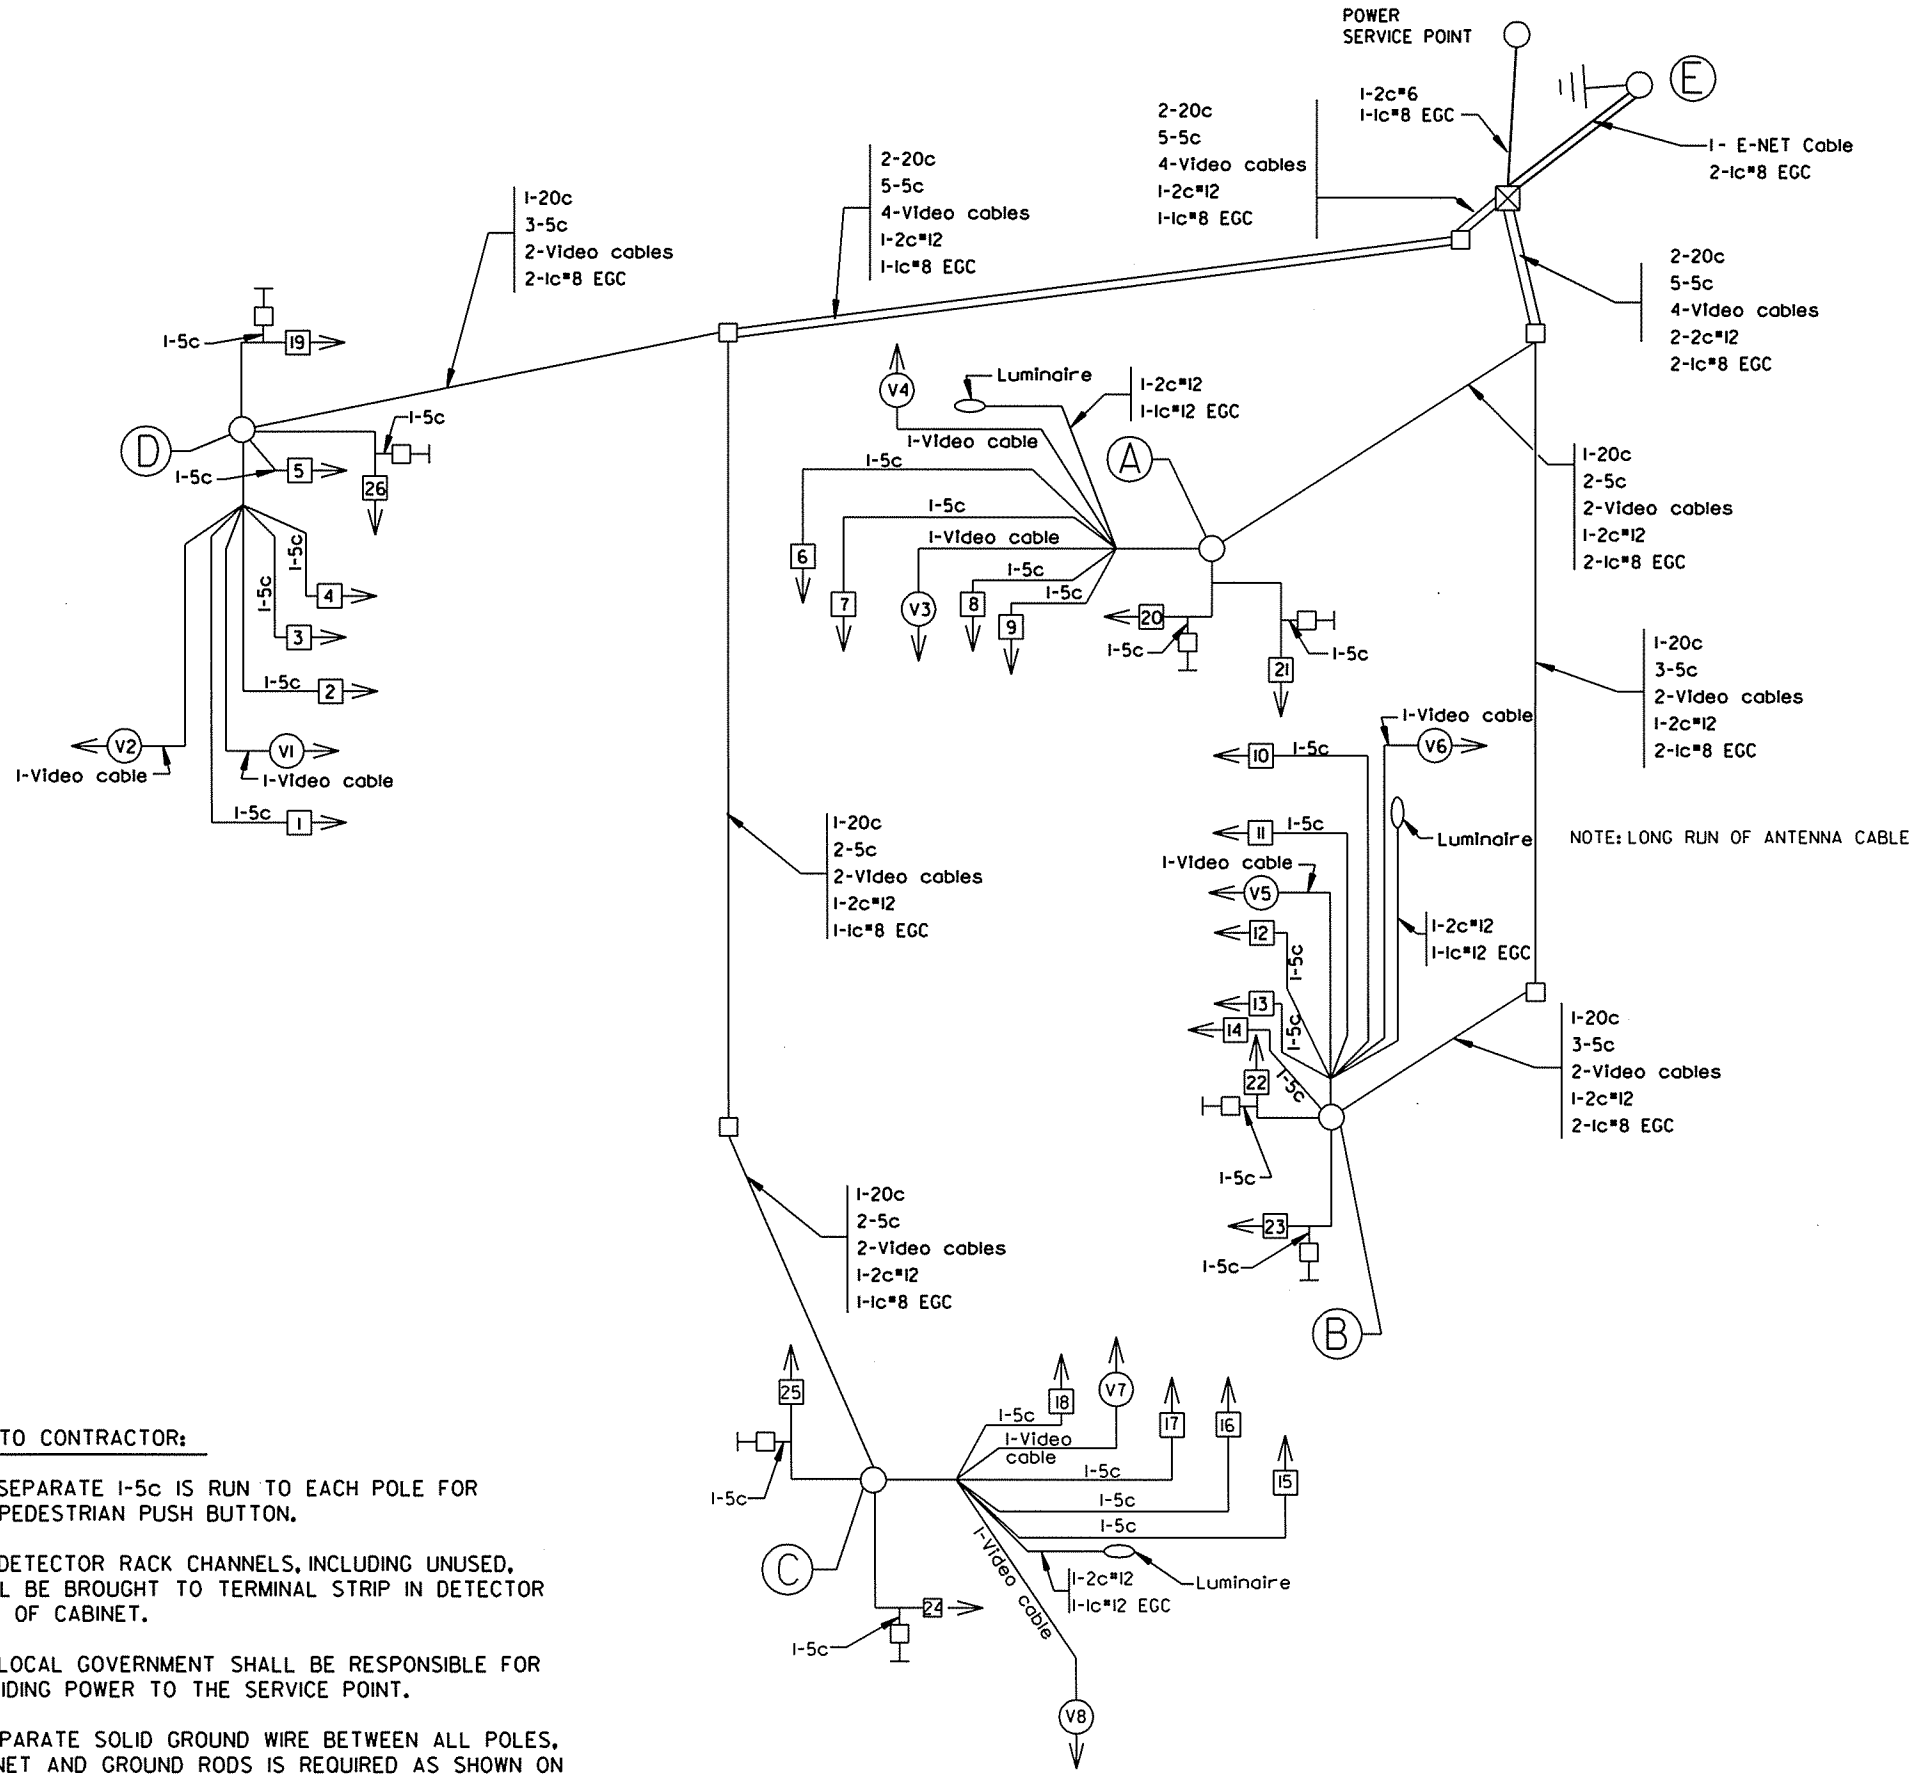 POWER
SERVICE POINT
E
1-2c#6
1-1c#8 EGC
1- E-NET Cable
2-1c#8 EGC
2-20c
5-5c
4-Video cables
1-2c#12
1-1c#8 EGC
2-20c
5-5c
4-Video cables
1-2c#12
1-1c#8 EGC
1-20c
3-5c
2-Video cables
2-1c#8 EGC
2-20c
5-5c
4-Video cables
2-2c#12
2-1c#8 EGC
1-5c
19
D
1-5c
1-5c
5
26
1-5c
1-5c
4
3
1-5c
2
V2
V1
1-Video cable
1-Video cable
1-5c
1
V4
Luminaire
1-2c#12
1-1c#12 EGC
1-Video cable
A
1-5c
1-5c
1-Video cable
6
7
V3
1-5c
8
1-5c
9
20
1-5c
1-5c
21
1-20c
2-5c
2-Video cables
1-2c#12
2-1c#8 EGC
1-20c
3-5c
2-Video cables
1-2c#12
2-1c#8 EGC
1-Video cable
V6
10
1-5c
11
1-5c
Luminaire
NOTE: LONG RUN OF ANTENNA CABLE
1-Video cable
V5
12
1-5c
1-2c#12
1-1c#12 EGC
13
1-5c
14
1-5c
22
1-5c
23
1-5c
B
1-20c
3-5c
2-Video cables
1-2c#12
2-1c#8 EGC
1-20c
2-5c
2-Video cables
1-2c#12
1-1c#8 EGC
1-20c
2-5c
2-Video cables
1-2c#12
1-1c#8 EGC
25
1-5c
18
1-5c
V7
1-Video
cable
17
1-5c
16
1-5c
15
1-5c
C
1-Video cable
1-2c#12
1-1c#12 EGC
Luminaire
24
1-5c
V8
TO CONTRACTOR:
SEPARATE 1-5c IS RUN TO EACH POLE FOR
PEDESTRIAN PUSH BUTTON.
DETECTOR RACK CHANNELS, INCLUDING UNUSED,
L BE BROUGHT TO TERMINAL STRIP IN DETECTOR
OF CABINET.
LOCAL GOVERNMENT SHALL BE RESPONSIBLE FOR
IDING POWER TO THE SERVICE POINT.
PARATE SOLID GROUND WIRE BETWEEN ALL POLES,
NET AND GROUND RODS IS REQUIRED AS SHOWN ON